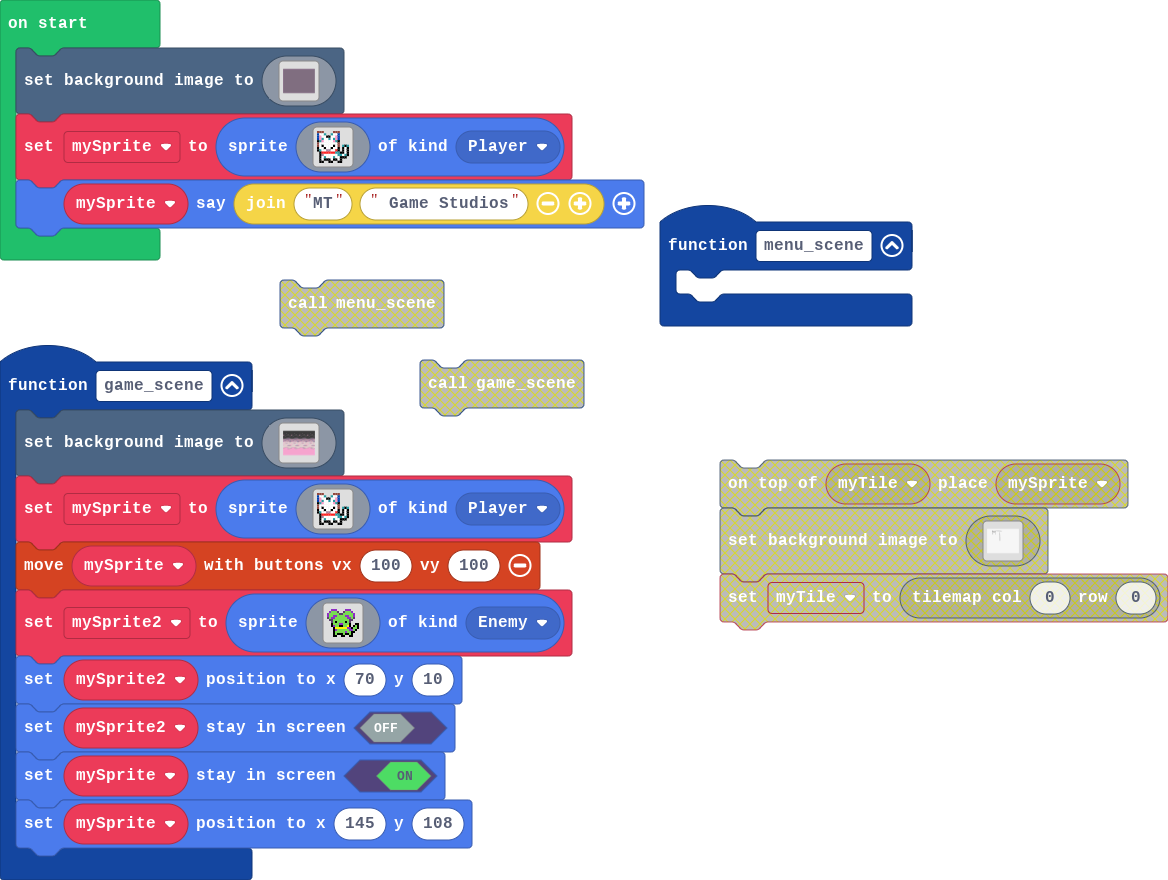 on start
set background image to
set mySprite to sprite of kind Player
mySprite say join "MT" " Game Studios"
function menu_scene
call menu_scene
call game_scene
function game_scene
set background image to
set mySprite to sprite of kind Player
move mySprite with buttons vx 100 vy 100
set mySprite2 to sprite of kind Enemy
set mySprite2 position to x 70 y 10
set mySprite2 stay in screen OFF
set mySprite stay in screen ON
set mySprite position to x 145 y 108
on top of myTile place mySprite
set background image to
set myTile to tilemap col 0 row 0